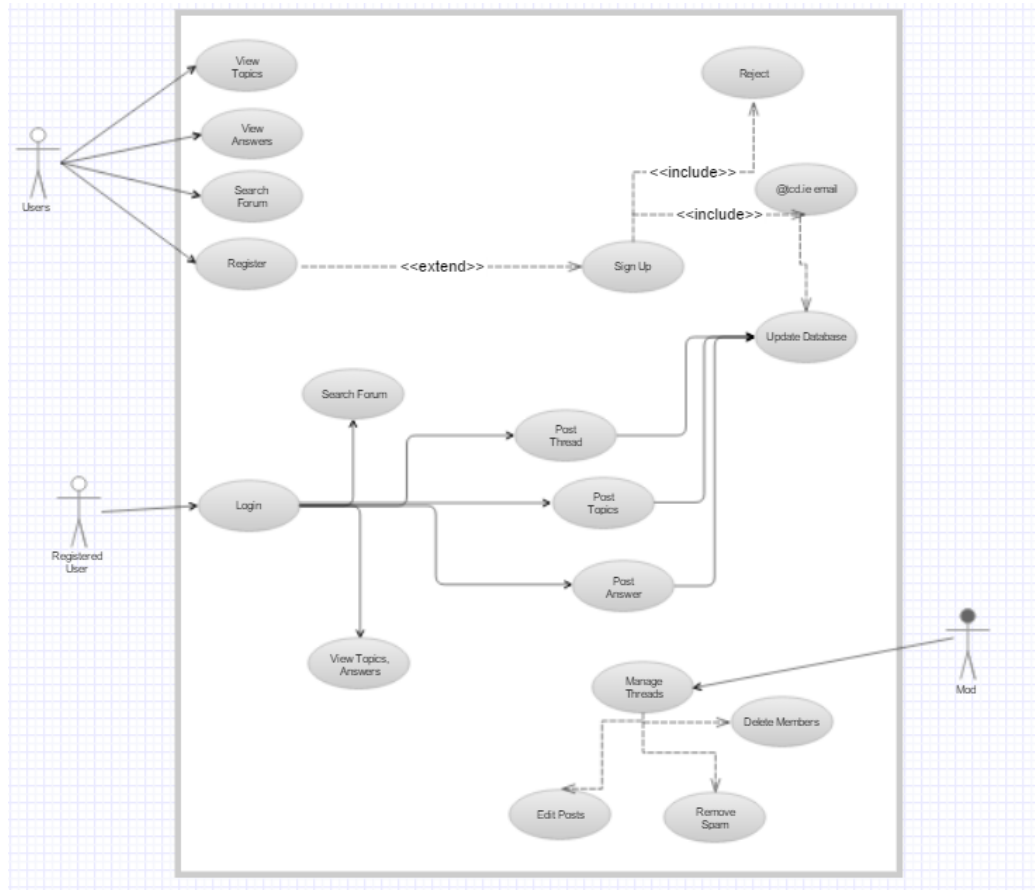 View
Topics
Reject
View
Answers
<<include>>
@tcd.ie email
Search
Forum
Users
<<include>>
Register
<<extend>>
Sign Up
Update Database
Search Forum
Post
Thread
Login
Post
Topics
Registered
User
Post
Answer
View Topics,
Answers
Manage
Threads
Mod
Delete Members
Edit Posts
Remove
Spam